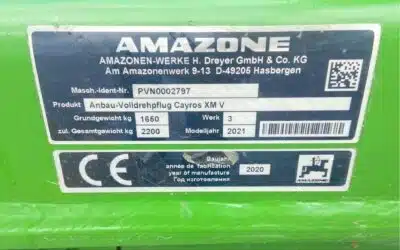 AMAZONE
AMAZONEN-WERKE H. Dreyer GmbH & Co. KG
Am Amazonenwerk 9-13 D-49205 Hasbergen
Masch.-Ident-Nr. PVN0002797
Produkt Anbau-Volldrehpflug Cayros XM V
Grundgewicht kg 1650 Werk 3
zul. Gesamtgewicht kg 2200 Modelljahr 2021
CE
Baujahr
année de fabrication
year of manufacture
Год изготовления
2020
AMAZONE